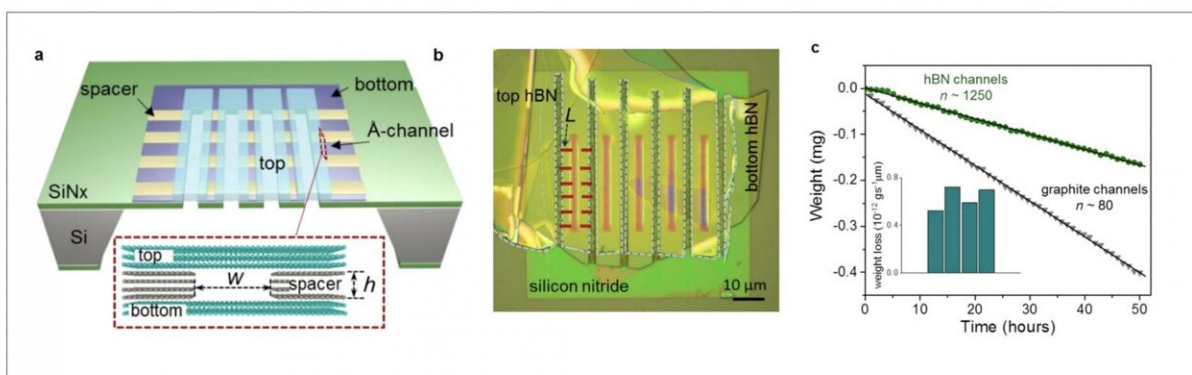 a
spacer
bottom
Å-channel
top
SiNx
Si
top
w
spacer
h
bottom
b
top hBN
L
bottom hBN
silicon nitride
10 μm
c
hBN channels
n ~ 1250
graphite channels
n ~ 80
Weight (mg)
0.0
-0.1
-0.2
-0.3
-0.4
weight loss (10⁻¹² gs⁻¹μm)
0.8
0.4
0.0
0 10 20 30 40 50
Time (hours)